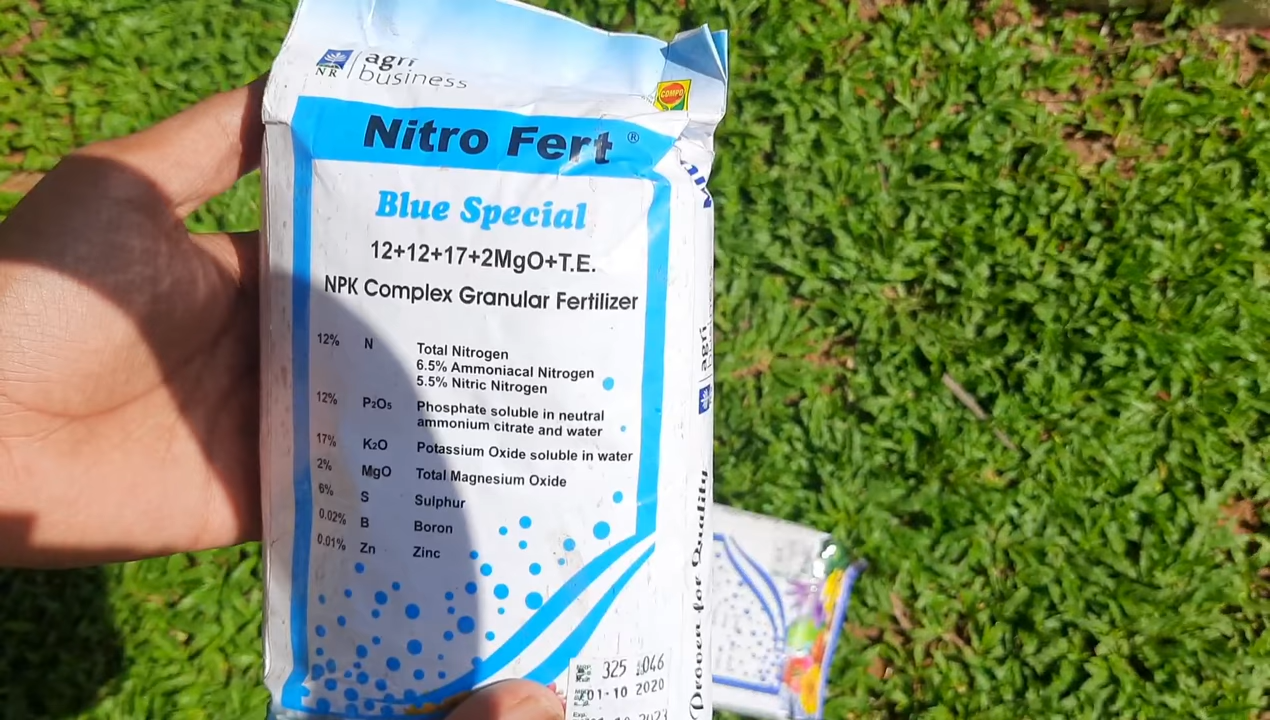 agri
business
NR
COMPO
Nitro Fert ®
Blue Special
12+12+17+2MgO+T.E.
NPK Complex Granular Fertilizer
12% N Total Nitrogen
6.5% Ammoniacal Nitrogen
5.5% Nitric Nitrogen
12% P₂O₅ Phosphate soluble in neutral
ammonium citrate and water
17% K₂O Potassium Oxide soluble in water
2% MgO Total Magnesium Oxide
6% S Sulphur
0.02% B Boron
0.01% Zn Zinc
325 046
01-10 2020
agri
Proven for Quality